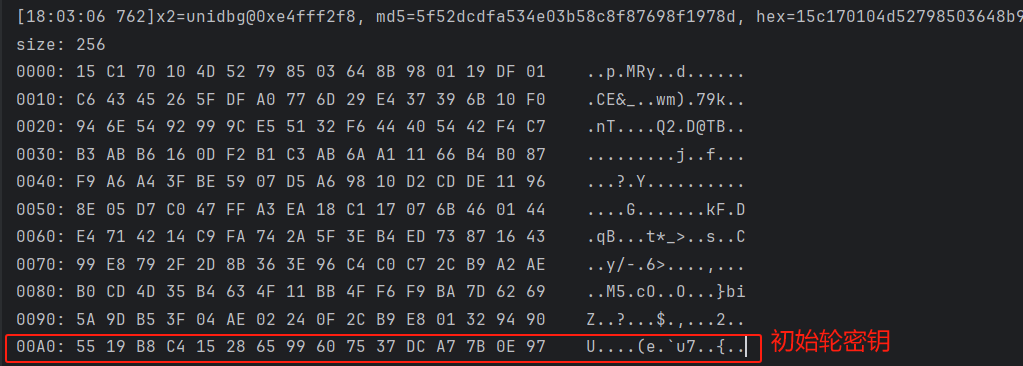 [18:03:06 762]x2=unidbg@0xe4fff2f8, md5=5f52dcdfa534e03b58c8f87698f1978d, hex=15c170104d52798503648b9
size: 256
0000: 15 C1 70 10 4D 52 79 85 03 64 8B 98 01 19 DF 01 ..p.MRy..d......
0010: C6 43 45 26 5F DF A0 77 6D 29 E4 37 39 6B 10 F0 .CE&_..wm).79k..
0020: 94 6E 54 92 99 9C E5 51 32 F6 44 40 54 42 F4 C7 .nT....Q2.D@TB..
0030: B3 AB B6 16 0D F2 B1 C3 AB 6A A1 11 66 B4 B0 87 .........j..f...
0040: F9 A6 A4 3F BE 59 07 D5 A6 98 10 D2 CD DE 11 96 ...?.Y..........
0050: 8E 05 D7 C0 47 FF A3 EA 18 C1 17 07 6B 46 01 44 ....G.......kF.D
0060: E4 71 42 14 C9 FA 74 2A 5F 3E B4 ED 73 87 16 43 .qB...t*_>..s..C
0070: 99 E8 79 2F 2D 8B 36 3E 96 C4 C0 C7 2C B9 A2 AE ..y/-.6>....,...
0080: B0 CD 4D 35 B4 63 4F 11 BB 4F F6 F9 BA 7D 62 69 ..M5.cO..O...}bi
0090: 5A 9D B5 3F 04 AE 02 24 0F 2C B9 E8 01 32 94 90 Z..?...$.,...2..
00A0: 55 19 B8 C4 15 28 65 99 60 75 37 DC A7 7B 0E 97 U....(e.`u7..{.. 初始轮密钥